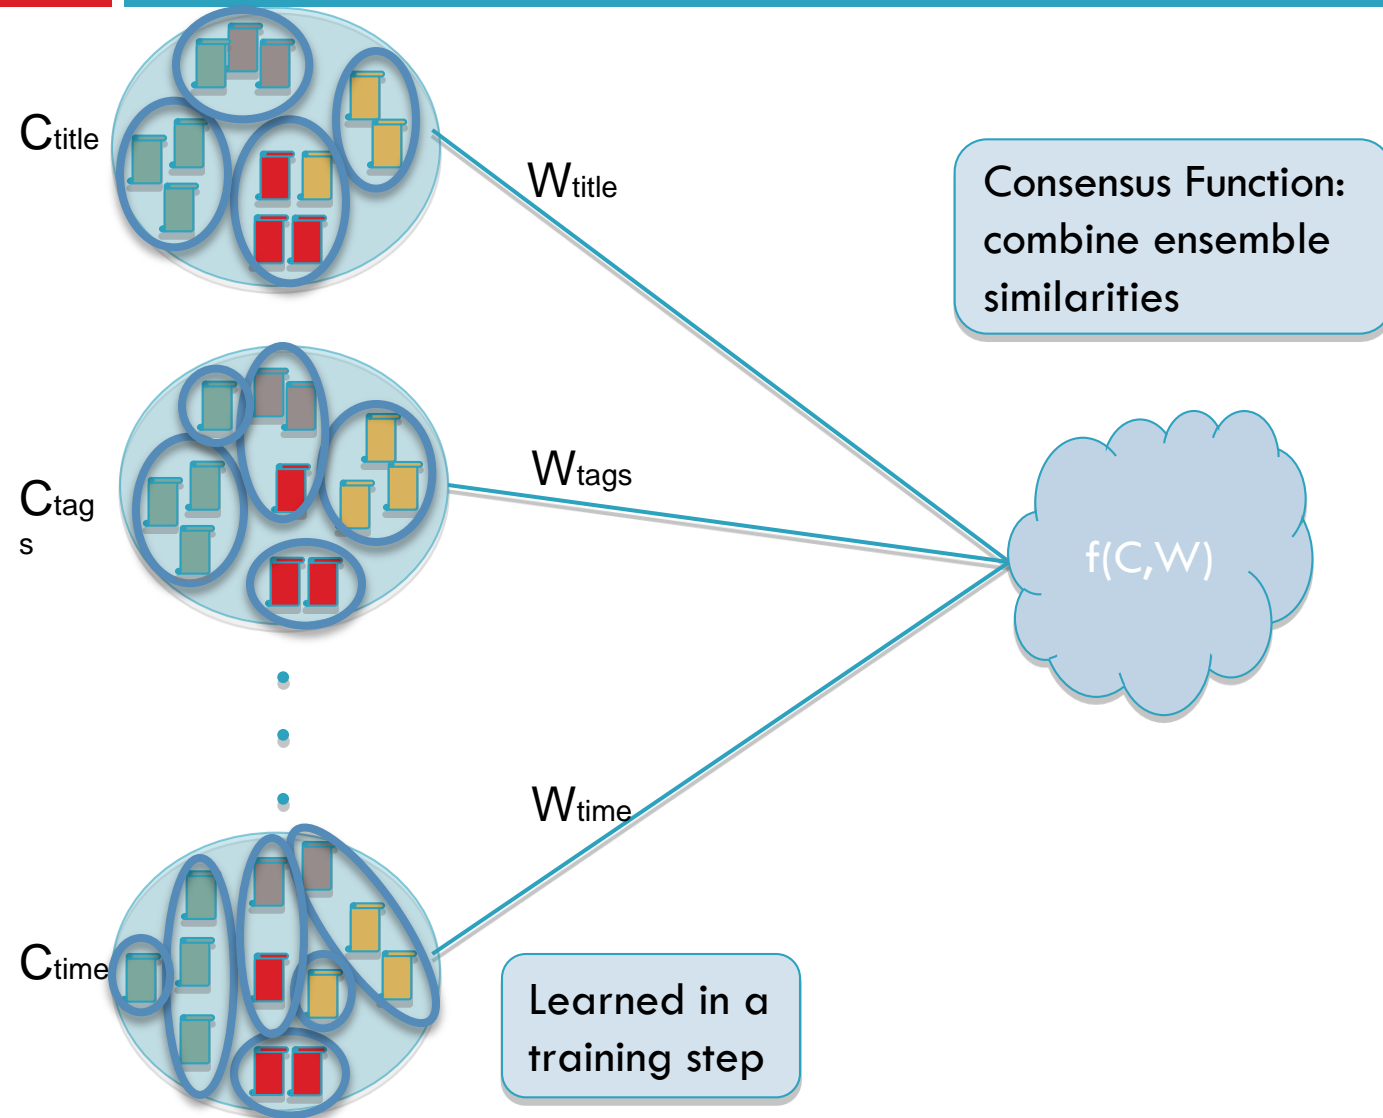 Ctitle
Wtitle
Consensus Function:
combine ensemble
similarities
Ctag
s
Wtags
f(C,W)
Wtime
Ctime
Learned in a
training step